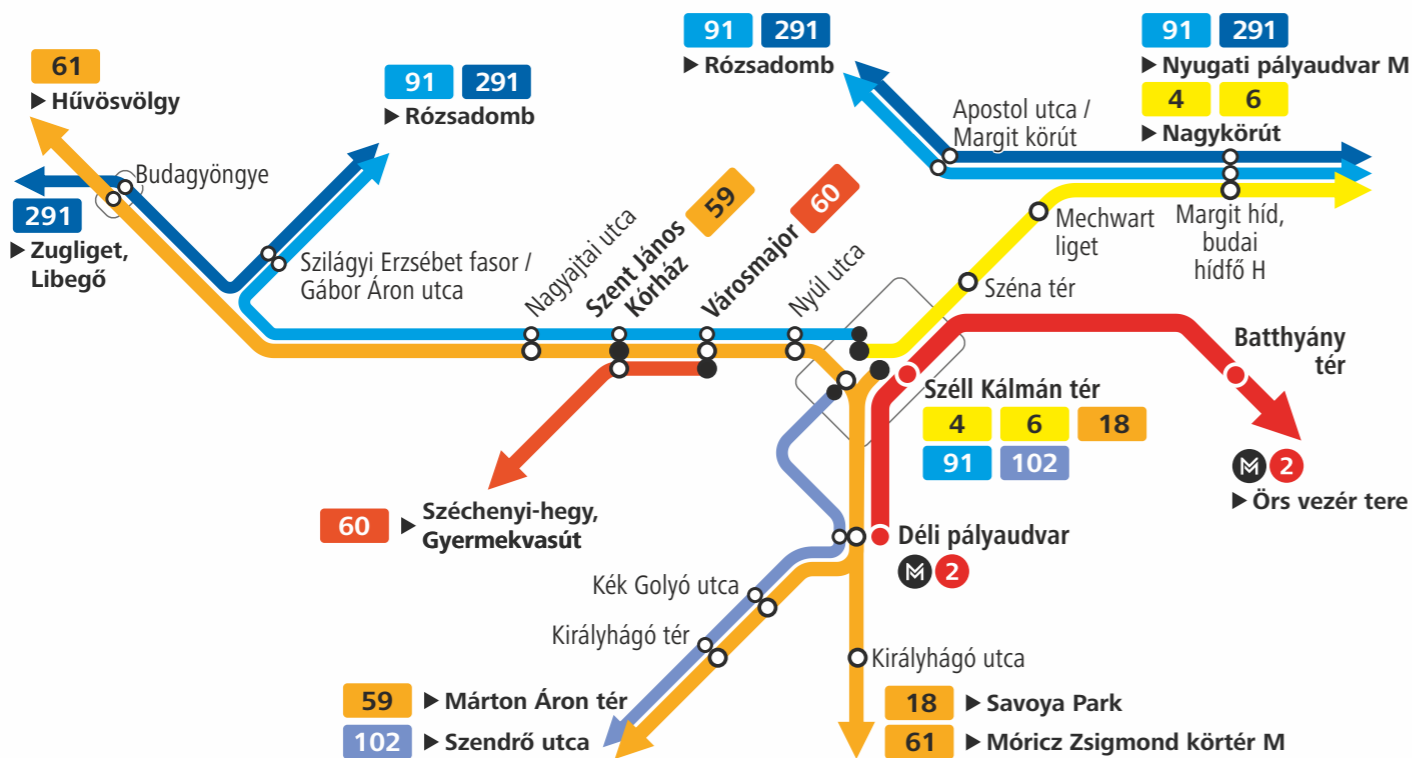 61
▶ Hűvösvölgy
91 291
▶ Rózsadomb
91 291
▶ Rózsadomb
91 291
▶ Nyugati pályaudvar M
4 6
▶ Nagykörút
Apostol utca /
Margit körút
Budagyöngye
291
▶ Zugliget,
Libegő
Szilágyi Erzsébet fasor /
Gábor Áron utca
Nagyajtai utca
Szent János
Kórház
59
Városmajor
60
Nyúl utca
Mechwart
liget
Margit híd,
budai
hídfő H
Széna tér
Batthyány
tér
Széll Kálmán tér
4 6 18
91 102
M 2
▶ Örs vezér tere
60 ▶ Széchenyi-hegy,
Gyermekvasút
Déli pályaudvar
M 2
Kék Golyó utca
Királyhágó tér
Királyhágó utca
59 ▶ Márton Áron tér
102 ▶ Szendrő utca
18 ▶ Savoya Park
61 ▶ Móricz Zsigmond körtér M